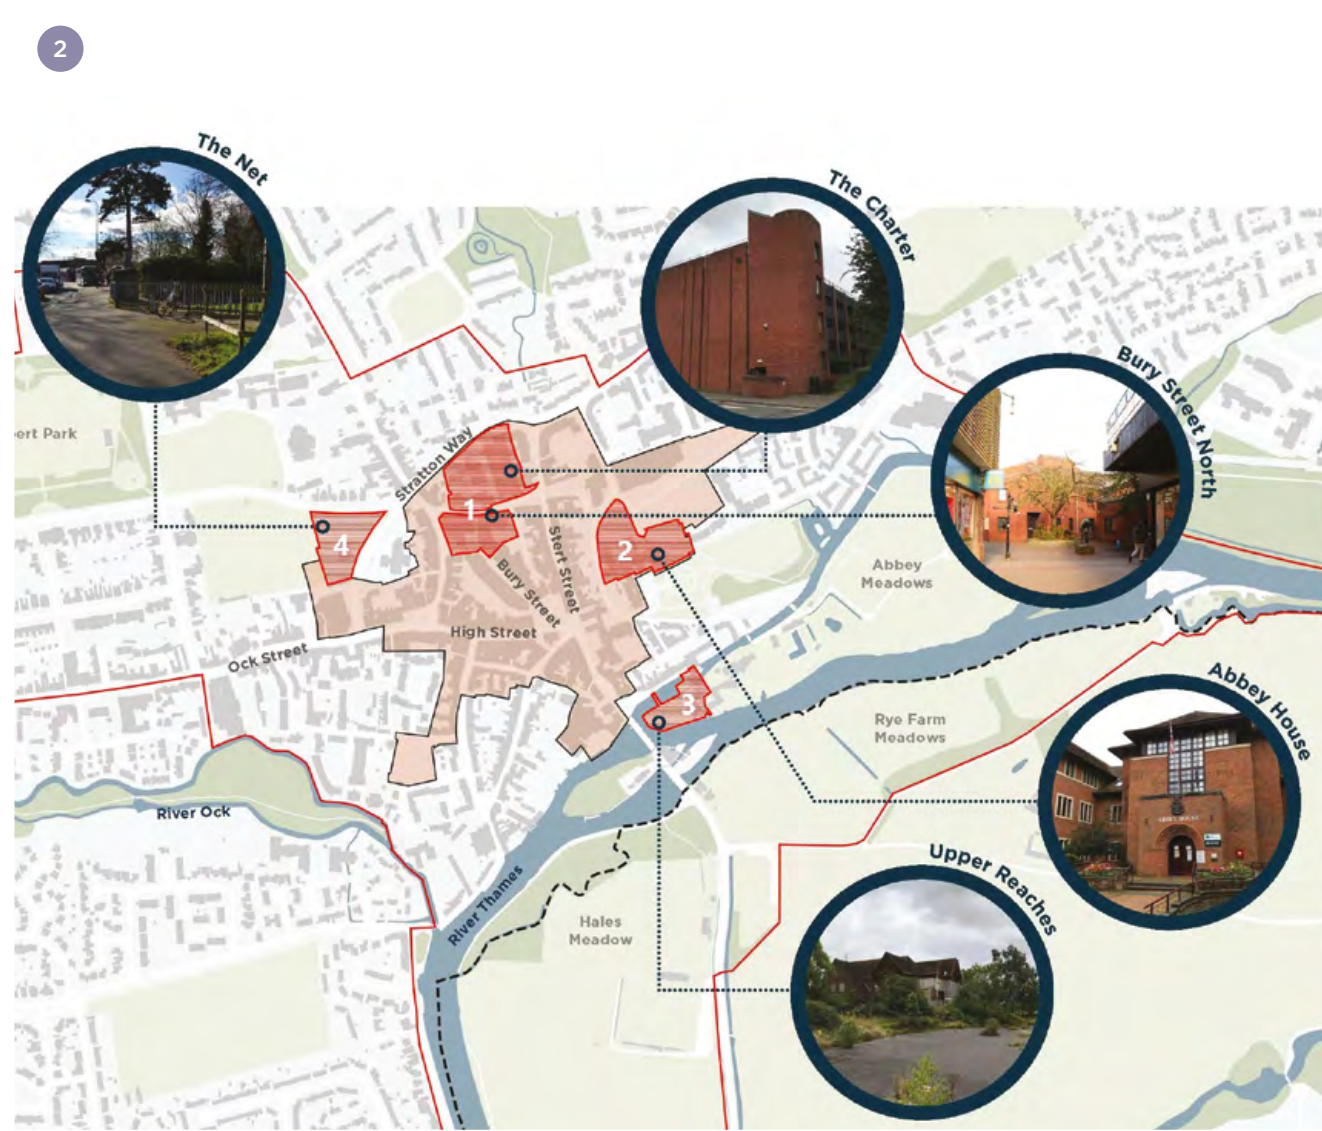 2
The Net
The Charter
Bury Street North
ert Park
Stratton Way
1
4
2
Stert Street
Bury Street
Abbey
Meadows
High Street
Ock Street
3
Rye Farm
Meadows
Abbey House
ABBEY HOUSE
River Ock
Upper Reaches
River Thames
Hales
Meadow